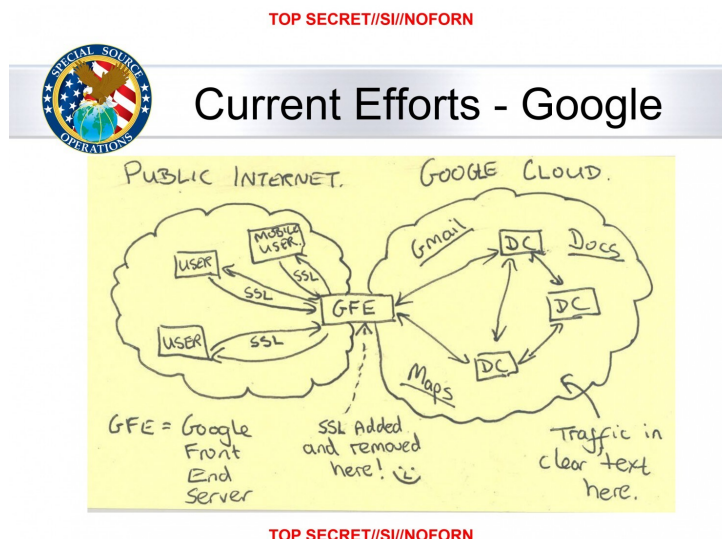 TOP SECRET//SI//NOFORN
SPECIAL SOURCE
OPERATIONS
Current Efforts - Google
PUBLIC INTERNET.
GOOGLE CLOUD.
MOBILE
USER.
USER
SSL
SSL
USER
SSL
GFE
Gmail
DC
Docs
DC
DC
Maps
GFE = Google
Front
End
Server
SSL Added
and removed
here!
Traffic in
clear text
here.
TOP SECRET//SI//NOFORN